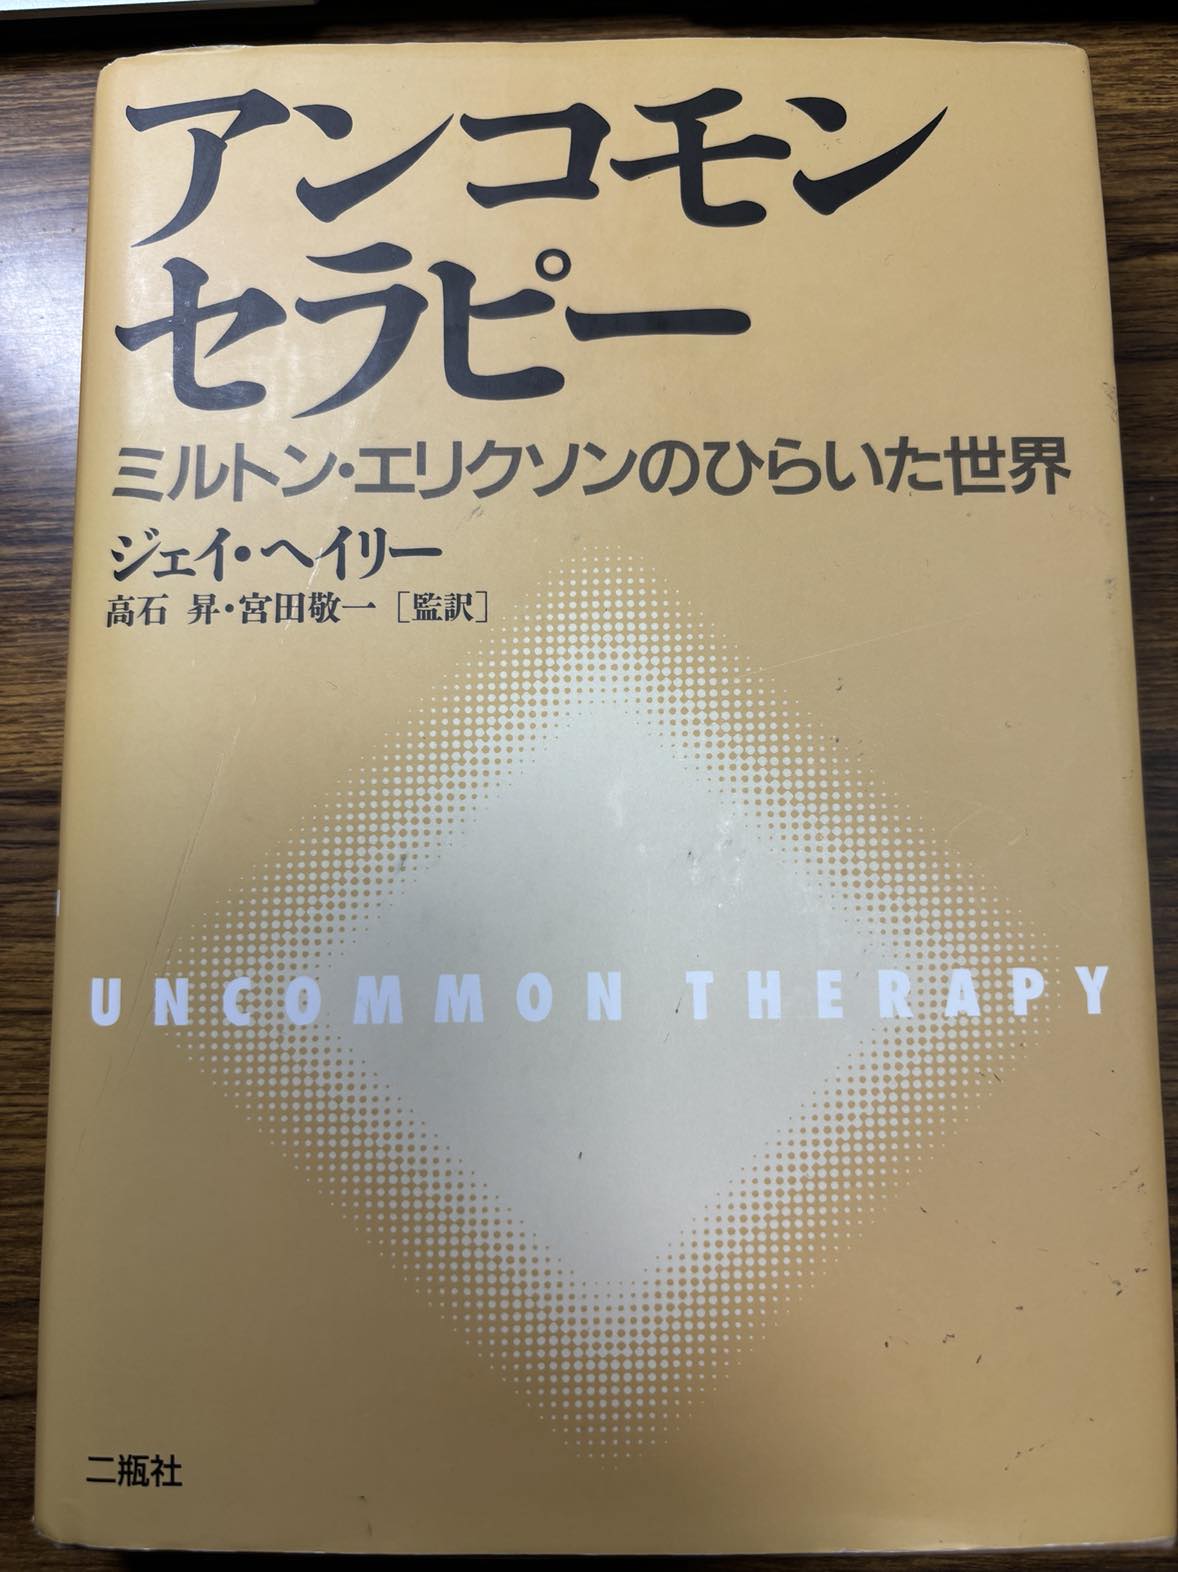 アンコモン
セラピー
ミルトン・エリクソンのひらいた世界
ジェイ・ヘイリー
高石 昇・宮田敬一 [監訳]
UNCOMMON THERAPY
二瓶社